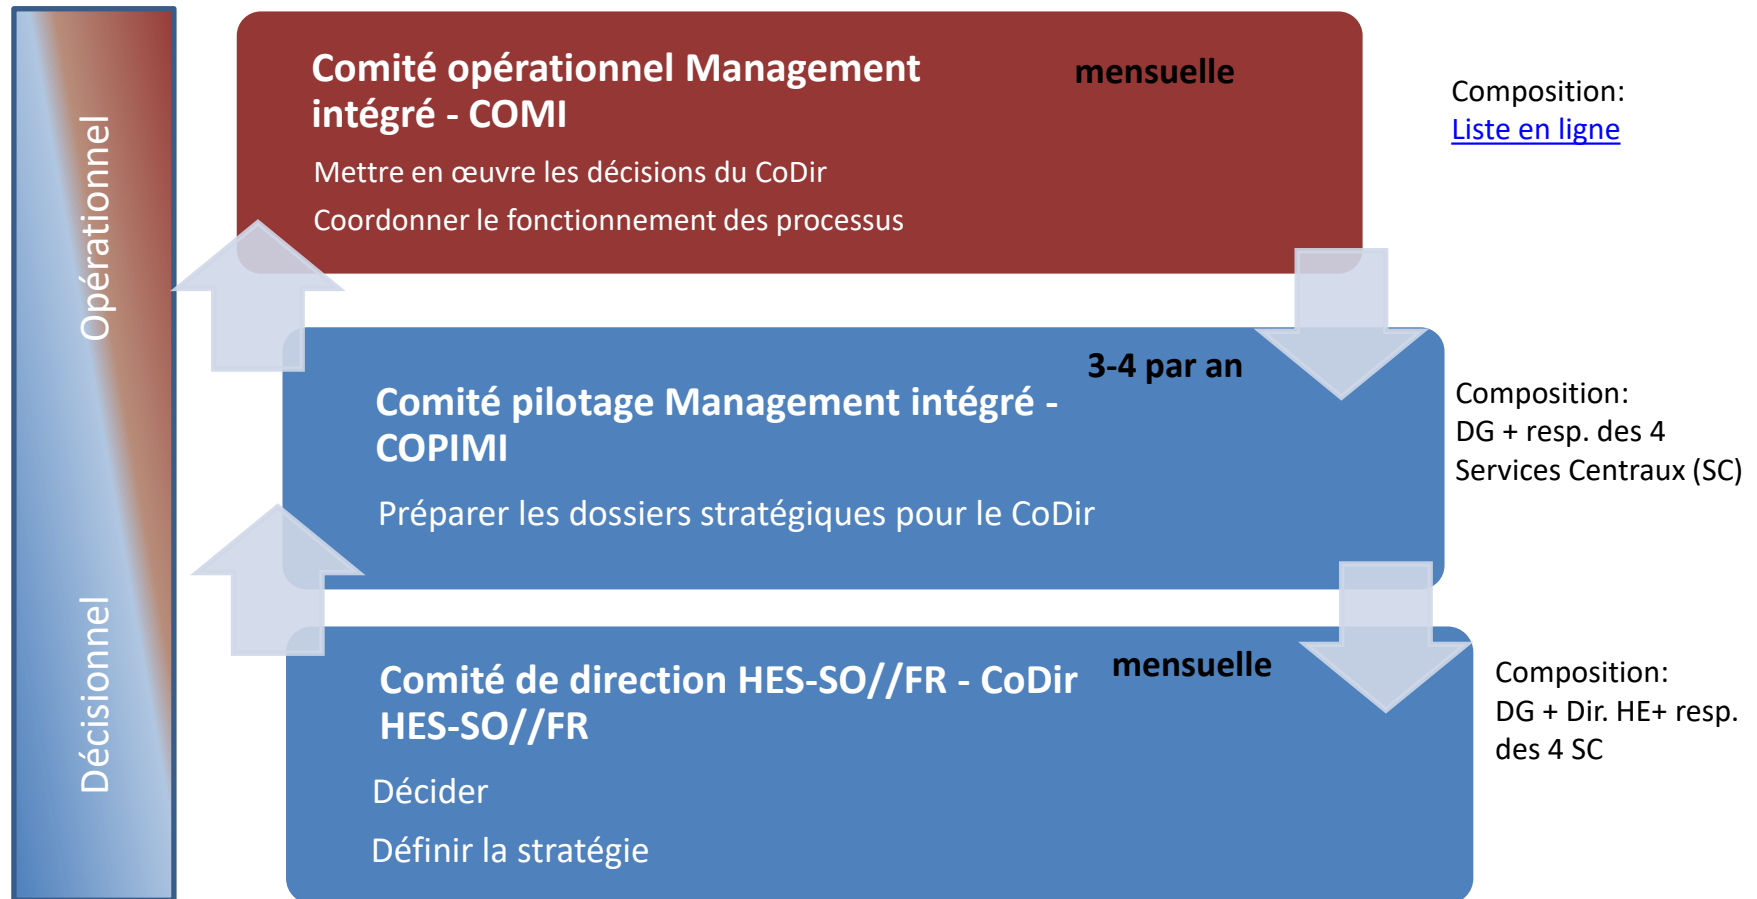 Opérationnel
Décisionnel
Comité opérationnel Management
intégré - COMI
mensuelle
Mettre en œuvre les décisions du CoDir
Coordonner le fonctionnement des processus
Composition:
Liste en ligne
3-4 par an
Comité pilotage Management intégré -
COPIMI
Préparer les dossiers stratégiques pour le CoDir
Composition:
DG + resp. des 4
Services Centraux (SC)
Comité de direction HES-SO//FR - CoDir
HES-SO//FR
mensuelle
Décider
Définir la stratégie
Composition:
DG + Dir. HE+ resp.
des 4 SC